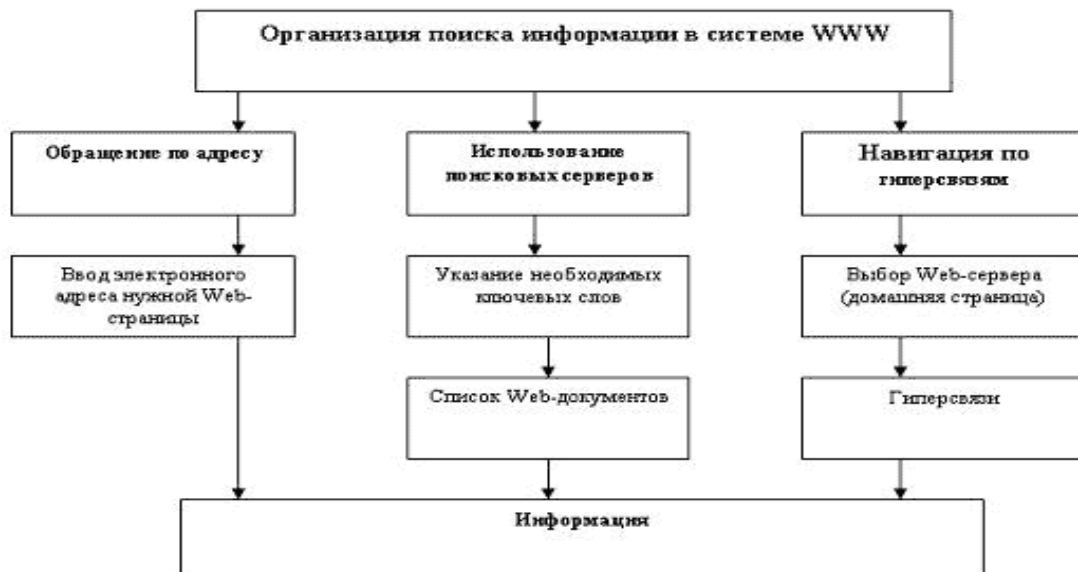 Организация поиска информации в системе WWW
Обращение по адресу
Использование
поисковых серверов
Навигация по
гиперсвязям
Ввод электронного
адреса нужной Web-
страницы
Указание необходимых
ключевых слов
Выбор Web-сервера
(домашняя страница)
Список Web-документов
Гиперсвязи
Информация